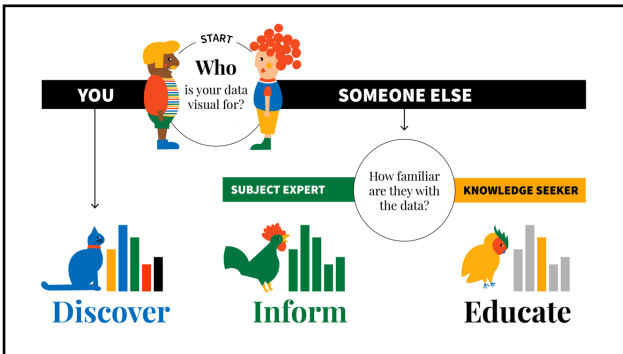 START
Who
is your data
visual for?
YOU
SOMEONE ELSE
How familiar
are they with
the data?
SUBJECT EXPERT
KNOWLEDGE SEEKER
Discover
Inform
Educate